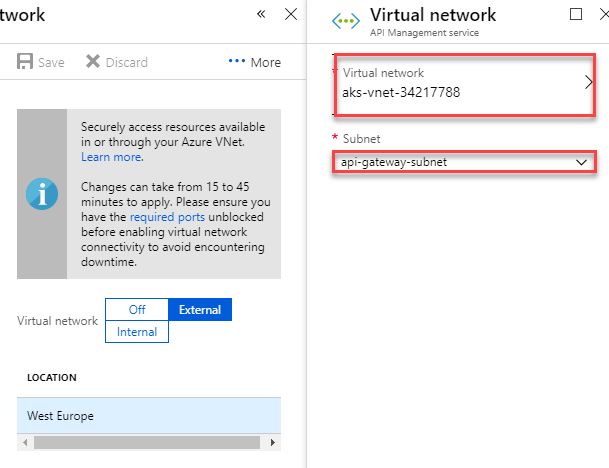 twork
Save
Discard
More
Securely access resources available
in or through your Azure VNet.
Learn more.
Changes can take from 15 to 45
minutes to apply. Please ensure you
have the required ports unblocked
before enabling virtual network
connectivity to avoid encountering
downtime.
Virtual network
Off
External
Internal
LOCATION
West Europe
Virtual network
API Management service
* Virtual network
aks-vnet-34217788
* Subnet
api-gateway-subnet